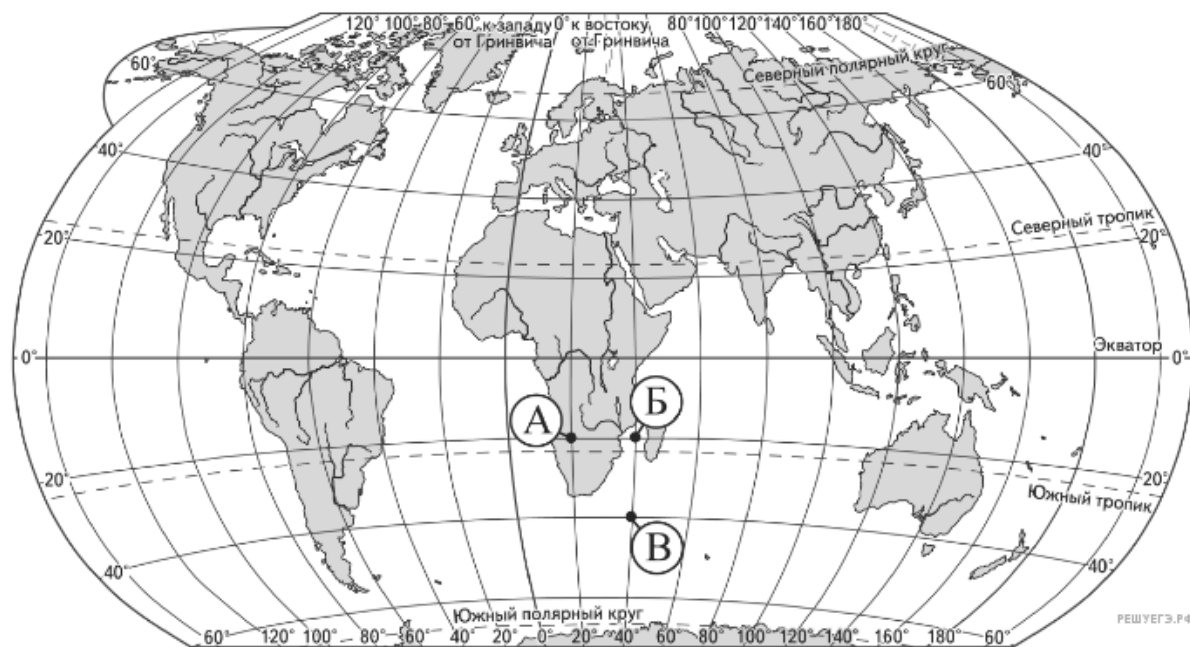 120° 100° 80° 60° к западу 0° к востоку 80° 100° 120° 140° 160° 180°
от Гринвича от Гринвича
Северный полярный круг
60° 60°
40° 40°
Северный тропик
20° 20°
Экватор
0° 0°
А Б
20° 20°
Южный тропик
В
40° 40°
Южный полярный круг
РЕШУЕГЭ.РФ
60° 120° 100° 80° 60° 40° 20° 0° 20° 40° 60° 80° 100° 120° 140° 180° 60°